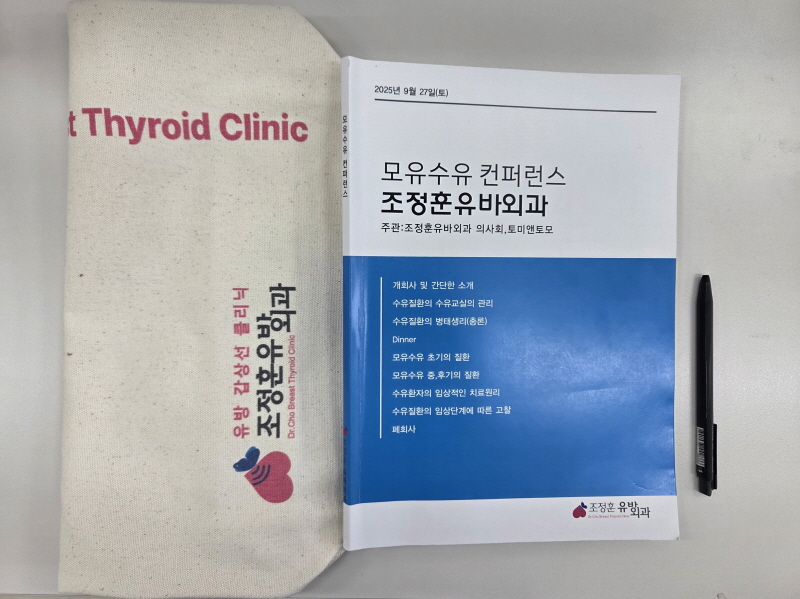 Thyroid Clinic
유방 갑상선 클리닉
조정훈유방외과
Dr.Cho Breast Thyroid Clinic
모유수유 컨퍼런스
2025년 9월 27일(토)
모유수유 컨퍼런스
조정훈유바외과
주관:조정훈유바외과 의사회,토미앤토모
개회사 및 간단한 소개
수유질환의 수유교실의 관리
수유질환의 병태생리(총론)
Dinner
모유수유 초기의 질환
모유수유 중,후기의 질환
수유환자의 임상적인 치료원리
수유질환의 임상단계에 따른 고찰
폐회사
조정훈 유방외과
Dr.Cho Breast Thyroid Clinic